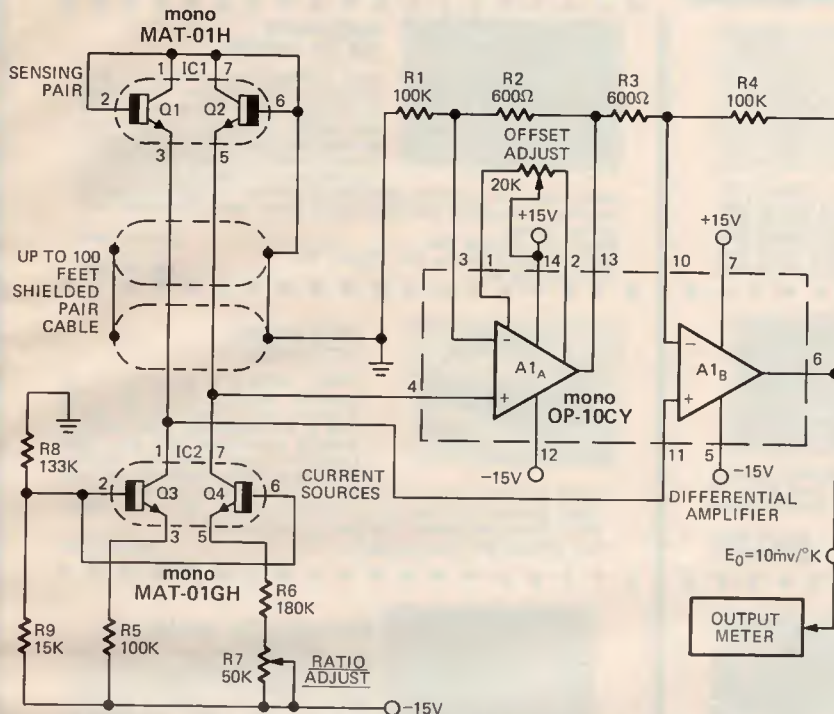 mono
MAT-01H
SENSING
PAIR
1 IC1 7
2 Q1 Q2 6
3 5
UP TO 100
FEET
SHIELDED
PAIR
CABLE
R1
100K
R2
600Ω
R3
600Ω
R4
100K
OFFSET
ADJUST
20K
+15V
+15V
3 1 14 2 13 10 7
- A1A +
4
mono
OP-10CY
12
-15V
- A1B +
6
11 5
-15V
DIFFERENTIAL
AMPLIFIER
R8
133K
1 IC2 7
2 Q3 Q4 6
3 5
CURRENT
SOURCES
mono
MAT-01GH
R9
15K
R5
100K
R6
180K
R7
50K
RATIO
ADJUST
-15V
E0=10mv/°K
OUTPUT
METER